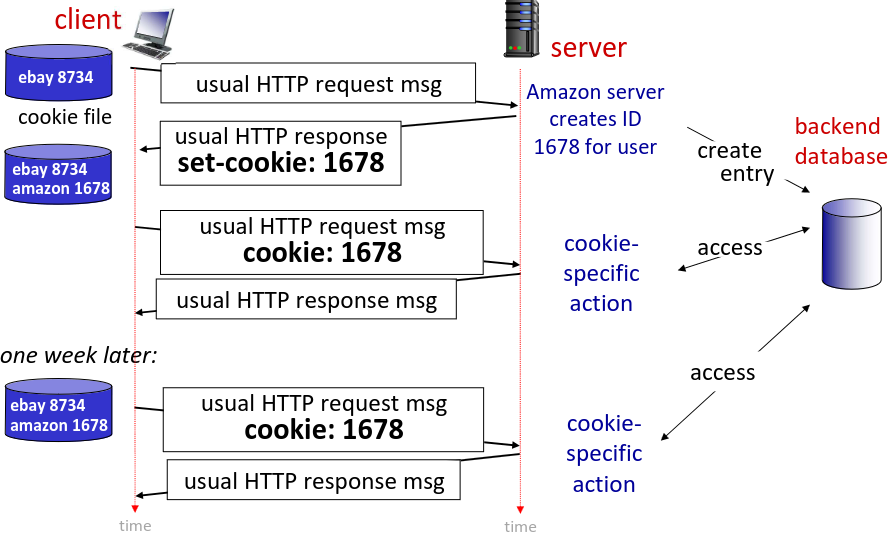 client
server
ebay 8734
cookie file
usual HTTP request msg
Amazon server
creates ID
1678 for user
backend
database
create
entry
usual HTTP response
set-cookie: 1678
ebay 8734
amazon 1678
usual HTTP request msg
cookie: 1678
cookie-
specific
action
access
usual HTTP response msg
one week later:
access
ebay 8734
amazon 1678
usual HTTP request msg
cookie: 1678
cookie-
specific
action
usual HTTP response msg
time
time